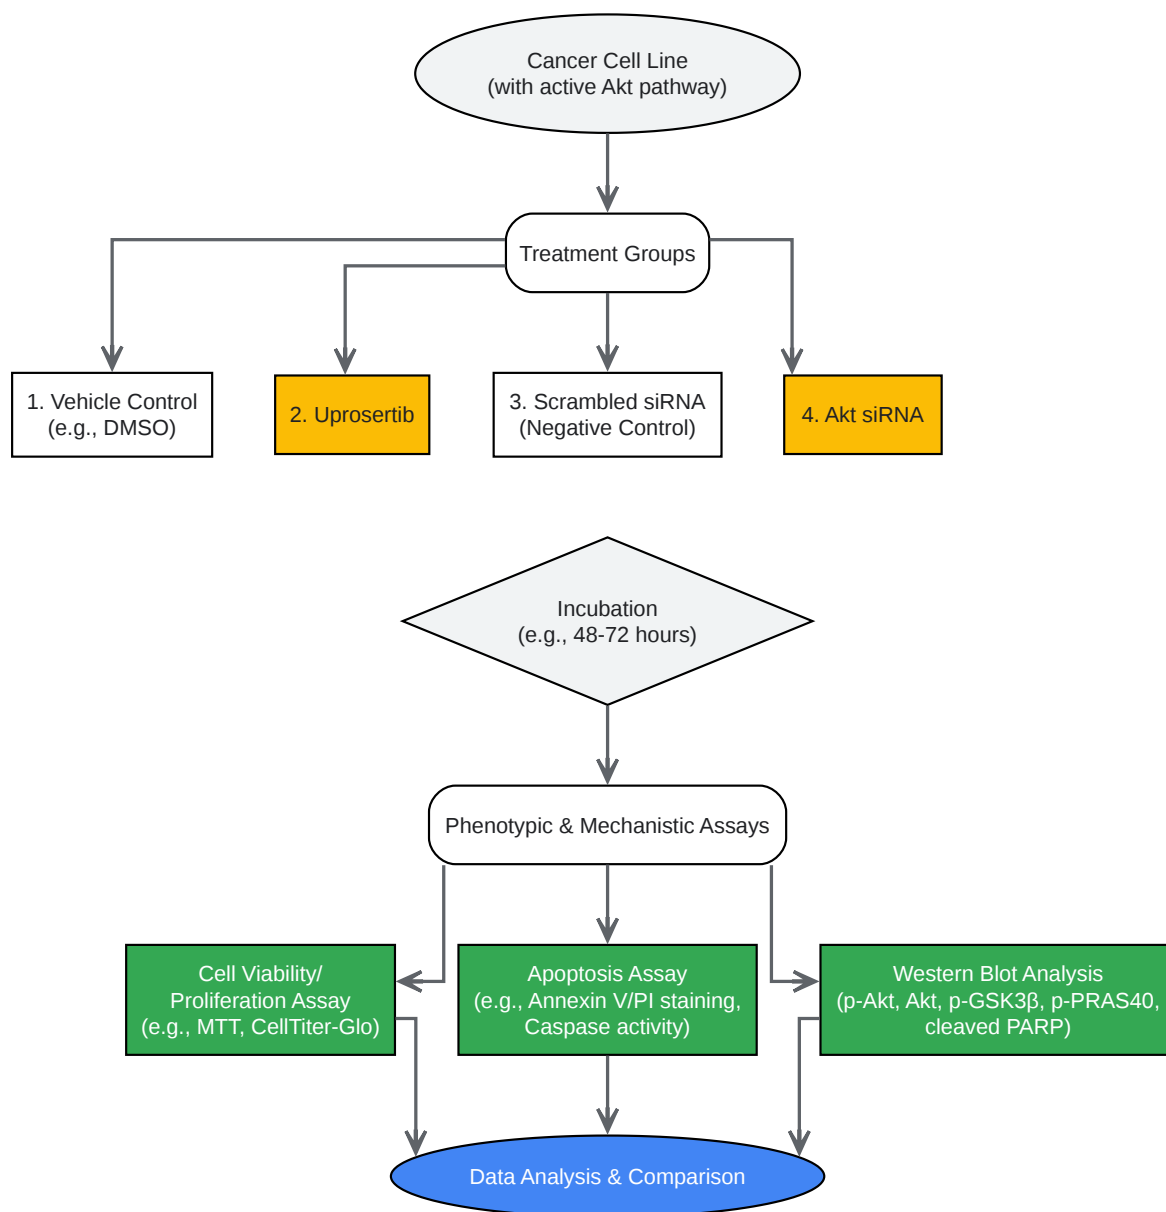 Cancer Cell Line
(with active Akt pathway)
Treatment Groups
1. Vehicle Control
(e.g., DMSO)
2. Uprosertib
3. Scrambled siRNA
(Negative Control)
4. Akt siRNA
Incubation
(e.g., 48-72 hours)
Phenotypic & Mechanistic Assays
Cell Viability/
Proliferation Assay
(e.g., MTT, CellTiter-Glo)
Apoptosis Assay
(e.g., Annexin V/PI staining,
Caspase activity)
Western Blot Analysis
(p-Akt, Akt, p-GSK3β, p-PRAS40,
cleaved PARP)
Data Analysis & Comparison